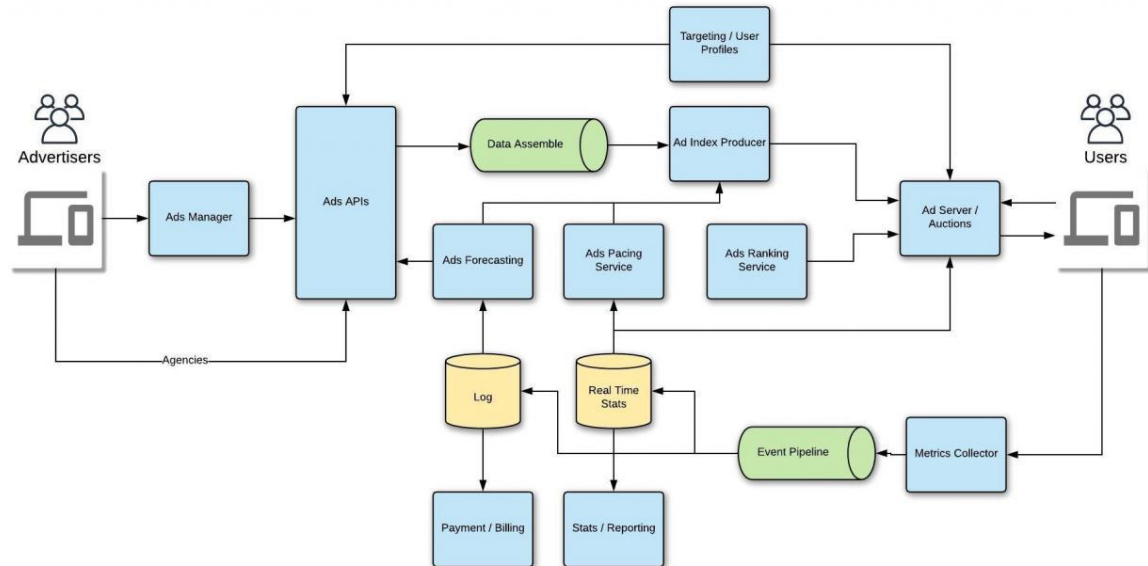 Targeting / User
Profiles
Advertisers
Users
Data Assemble
Ad Index Producer
Ads Manager
Ads APIs
Ad Server /
Auctions
Ads Forecasting
Ads Pacing
Service
Ads Ranking
Service
Agencies
Log
Real Time
Stats
Event Pipeline
Metrics Collector
Payment / Billing
Stats / Reporting